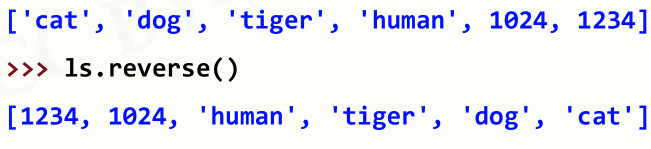 ['cat', 'dog', 'tiger', 'human', 1024, 1234]
>>> ls.reverse()
[1234, 1024, 'human', 'tiger', 'dog', 'cat']